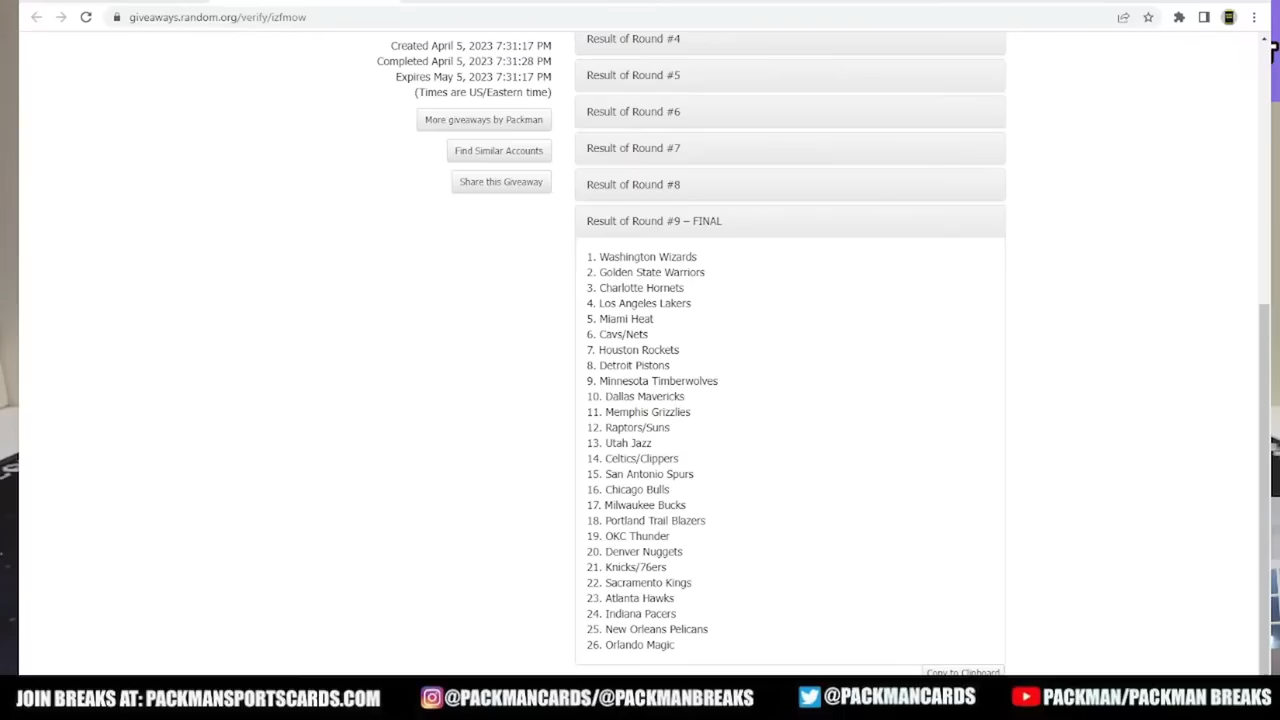 giveaways.random.org/verify/izfmow
Created April 5, 2023 7:31:17 PM
Completed April 5, 2023 7:31:28 PM
Expires May 5, 2023 7:31:17 PM
(Times are US/Eastern time)
More giveaways by Packman
Find Similar Accounts
Share this Giveaway
Result of Round #4
Result of Round #5
Result of Round #6
Result of Round #7
Result of Round #8
Result of Round #9 – FINAL
1. Washington Wizards
2. Golden State Warriors
3. Charlotte Hornets
4. Los Angeles Lakers
5. Miami Heat
6. Cavs/Nets
7. Houston Rockets
8. Detroit Pistons
9. Minnesota Timberwolves
10. Dallas Mavericks
11. Memphis Grizzlies
12. Raptors/Suns
13. Utah Jazz
14. Celtics/Clippers
15. San Antonio Spurs
16. Chicago Bulls
17. Milwaukee Bucks
18. Portland Trail Blazers
19. OKC Thunder
20. Denver Nuggets
21. Knicks/76ers
22. Sacramento Kings
23. Atlanta Hawks
24. Indiana Pacers
25. New Orleans Pelicans
26. Orlando Magic
Copy to Clipboard
JOIN BREAKS AT: PACKMANSPORTSCARDS.COM @PACKMANCARDS/@PACKMANBREAKS @PACKMANCARDS PACKMAN/PACKMAN BREAKS